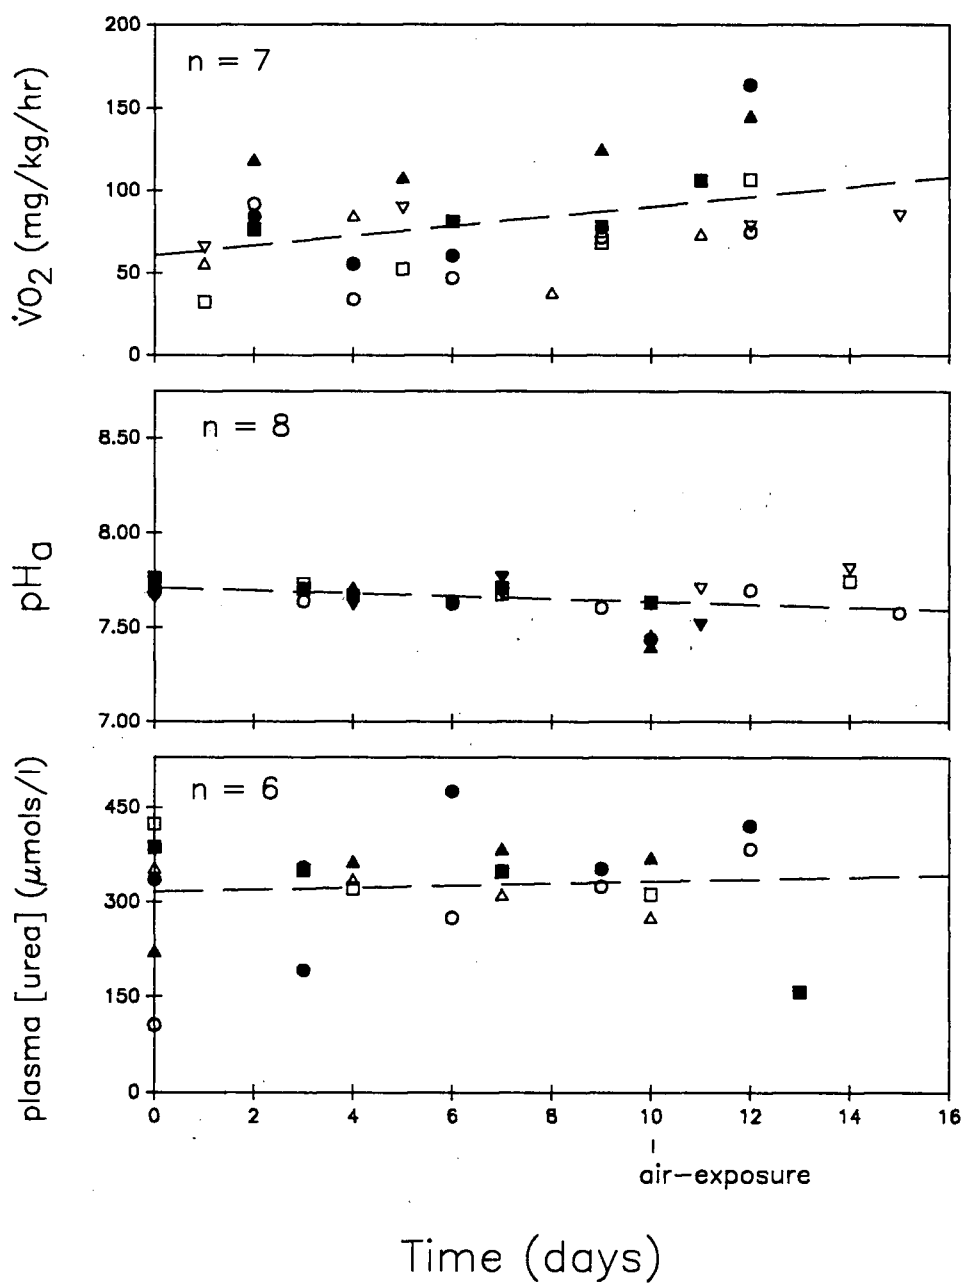 200
n = 7
150
100
50
0
V̇O2 (mg/kg/hr)
n = 8
8.50
8.00
7.50
7.00
pHa
n = 6
450
300
150
0
plasma [urea] (μmols/l)
0 2 4 6 8 10 12 14 16
air-exposure
Time (days)